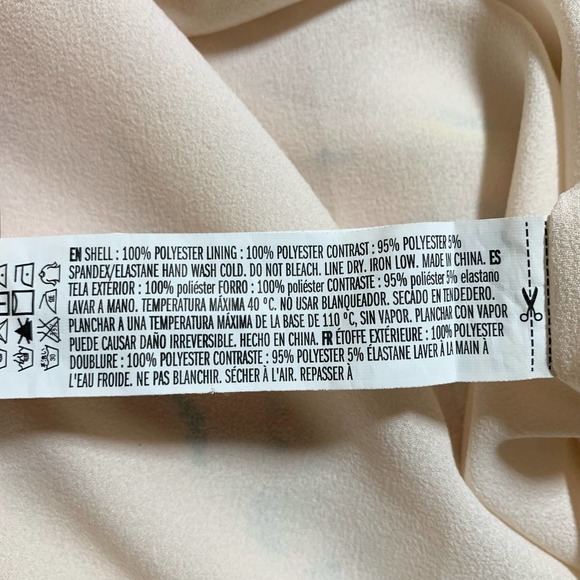 EN SHELL : 100% POLYESTER LINING : 100% POLYESTER CONTRAST : 95% POLYESTER 5%
SPANDEX/ELASTANE HAND WASH COLD. DO NOT BLEACH. LINE DRY. IRON LOW. MADE IN CHINA. ES
TELA EXTÉRIOR : 100% poliéster FORRO : 100% poliéster CONTRASTE : 95% poliéster 5% elastano
LAVAR A MANO. TEMPERATURA MÁXIMA 40 ºC. NO USAR BLANQUEADOR. SECADO EN TENDEDERO.
PLANCHAR A UNA TEMPERATURA MÁXIMA DE LA BASE DE 110 ºC, SIN VAPOR. PLANCHAR CON VAPOR
PUEDE CAUSAR DAÑO IRREVERSIBLE. HECHO EN CHINA. FR ÉTOFFE EXTÉRIEURE : 100% POLYESTER
DOUBLURE : 100% POLYESTER CONTRASTE : 95% POLYESTER 5% ÉLASTANE LAVER À LA MAIN À
L'EAU FROIDE. NE PAS BLANCHIR. SÉCHER À L'AIR. REPASSER À